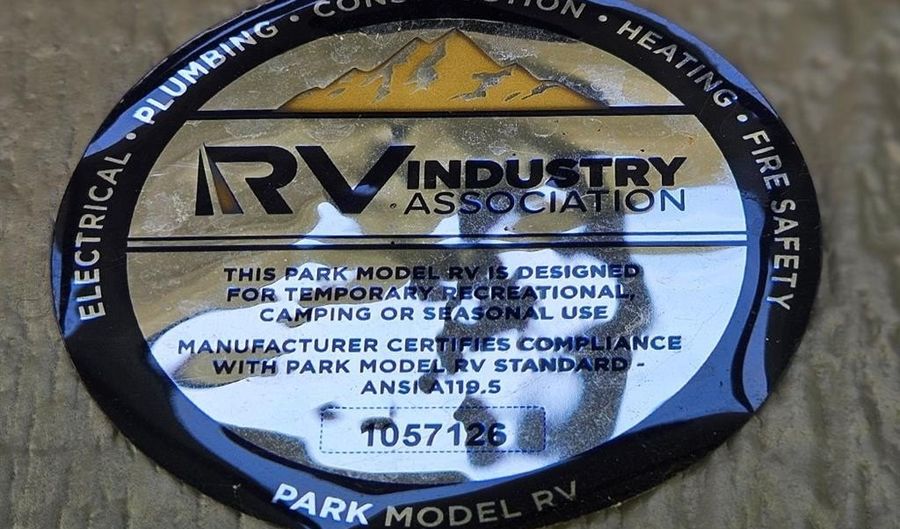 ELECTRICAL • PLUMBING • CONSTRUCTION • HEATING • FIRE SAFETY
RV INDUSTRY
ASSOCIATION
THIS PARK MODEL RV IS DESIGNED
FOR TEMPORARY RECREATIONAL,
CAMPING OR SEASONAL USE
MANUFACTURER CERTIFIES COMPLIANCE
WITH PARK MODEL RV STANDARD -
ANSI A119.5
1057126
PARK MODEL RV